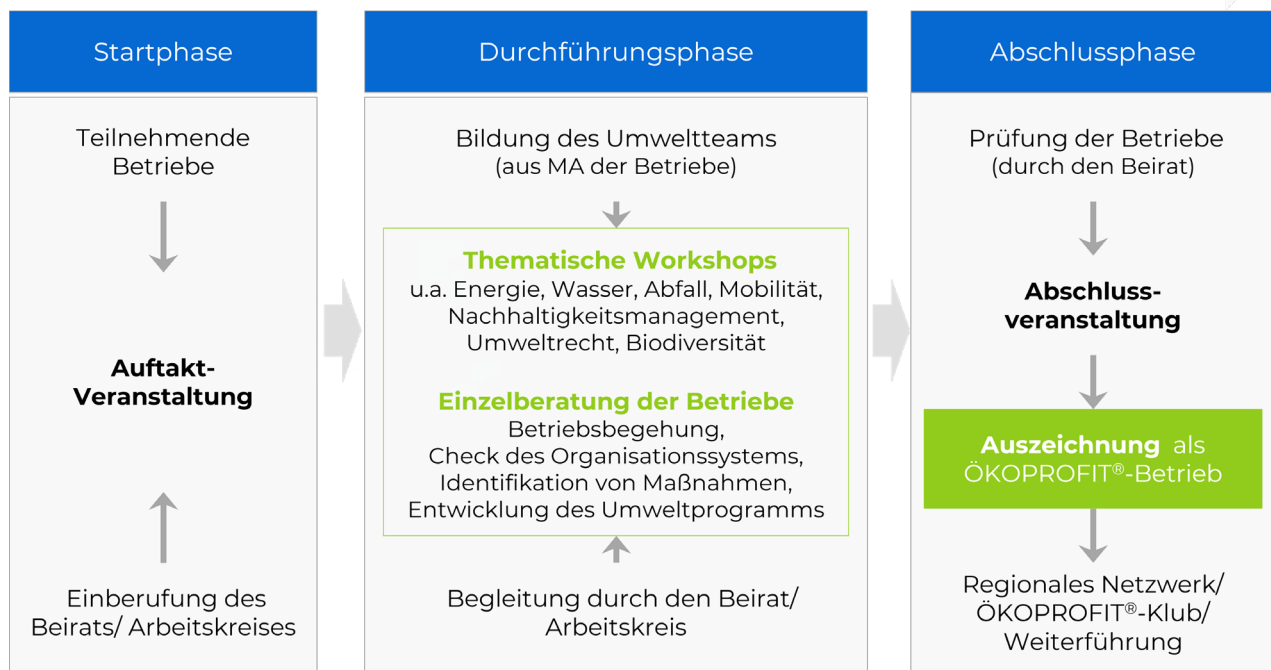 Startphase
Teilnehmende
Betriebe
Auftakt-
Veranstaltung
Einberufung des
Beirats/ Arbeitskreises
Durchführungsphase
Bildung des Umweltteams
(aus MA der Betriebe)
Thematische Workshops
u.a. Energie, Wasser, Abfall, Mobilität,
Nachhaltigkeitsmanagement,
Umweltrecht, Biodiversität
Einzelberatung der Betriebe
Betriebsbegehung,
Check des Organisationssystems,
Identifikation von Maßnahmen,
Entwicklung des Umweltprogramms
Begleitung durch den Beirat/
Arbeitskreis
Abschlussphase
Prüfung der Betriebe
(durch den Beirat)
Abschluss-
veranstaltung
Auszeichnung als
ÖKOPROFIT®-Betrieb
Regionales Netzwerk/
ÖKOPROFIT®-Klub/
Weiterführung